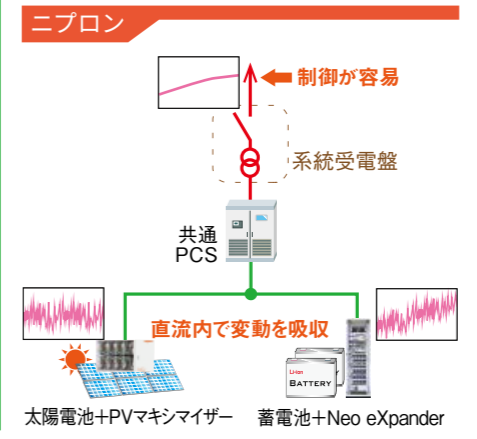 ニプロン
制御が容易
系統受電盤
共通
PCS
直流内で変動を吸収
Li-ion
BATTERY
太陽電池+PVマキシマイザー
蓄電池+Neo eXpander